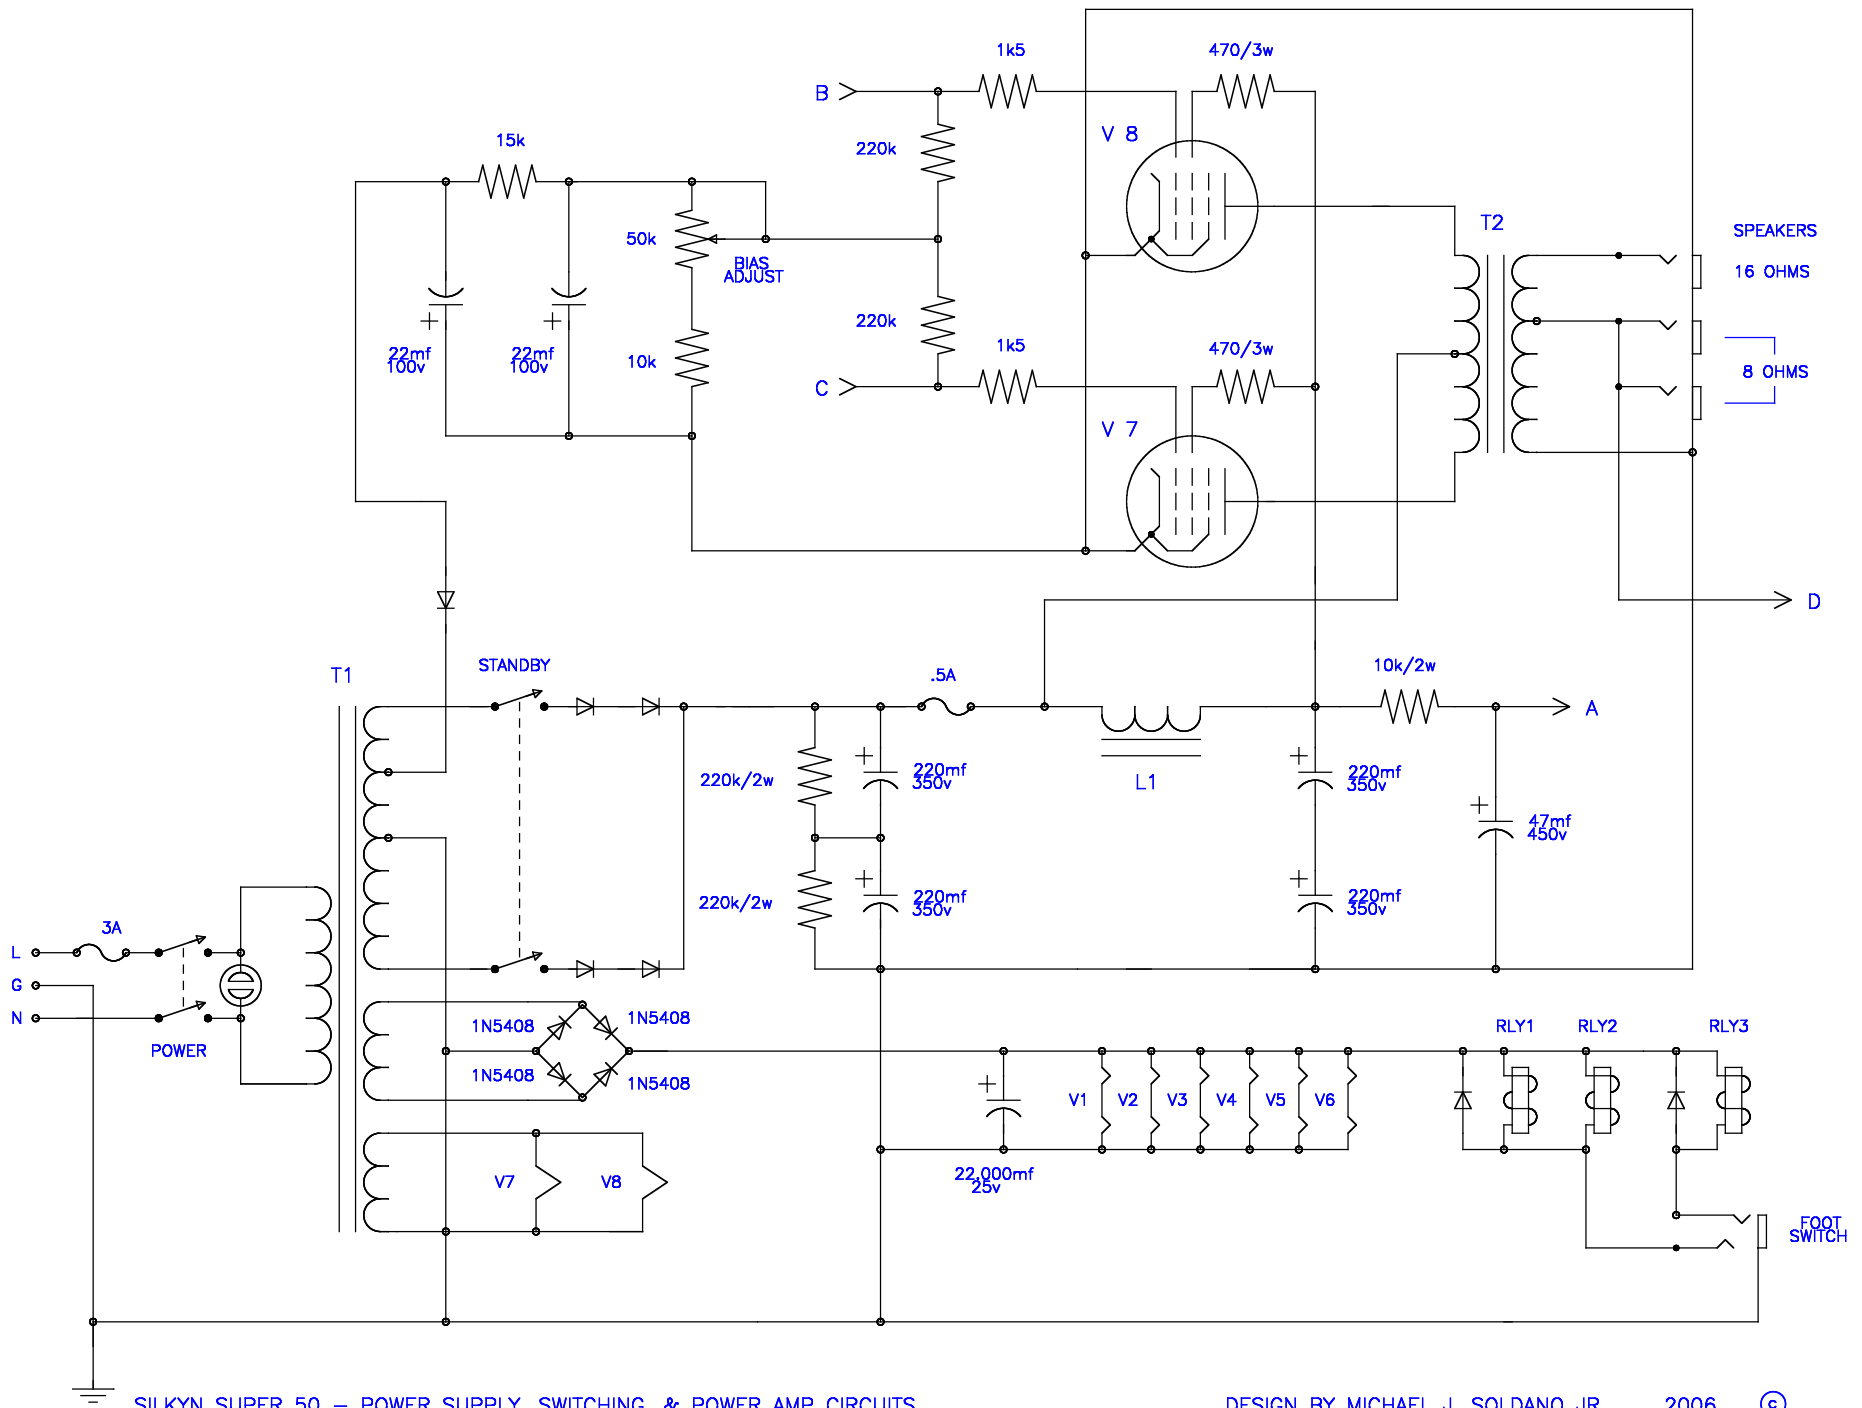 1k5
470/3w
B
V 8
15k
220k
T2
SPEAKERS
50k
BIAS
ADJUST
16 OHMS
220k
1k5
470/3w
22mf
100v
22mf
100v
10k
8 OHMS
C
V 7
D
T1
STANDBY
.5A
10k/2w
A
220k/2w
220mf
350v
L1
220mf
350v
47mf
450v
220k/2w
220mf
350v
220mf
350v
3A
L
G
N
POWER
1N5408
1N5408
1N5408
1N5408
RLY1
RLY2
RLY3
V1
V2
V3
V4
V5
V6
22,000mf
25v
V7
V8
FOOT
SWITCH
SILKYN SUPER 50 – POWER SUPPLY, SWITCHING, & POWER AMP CIRCUITS
DESIGN BY MICHAEL J. SOLDANO JR. 2006 ©